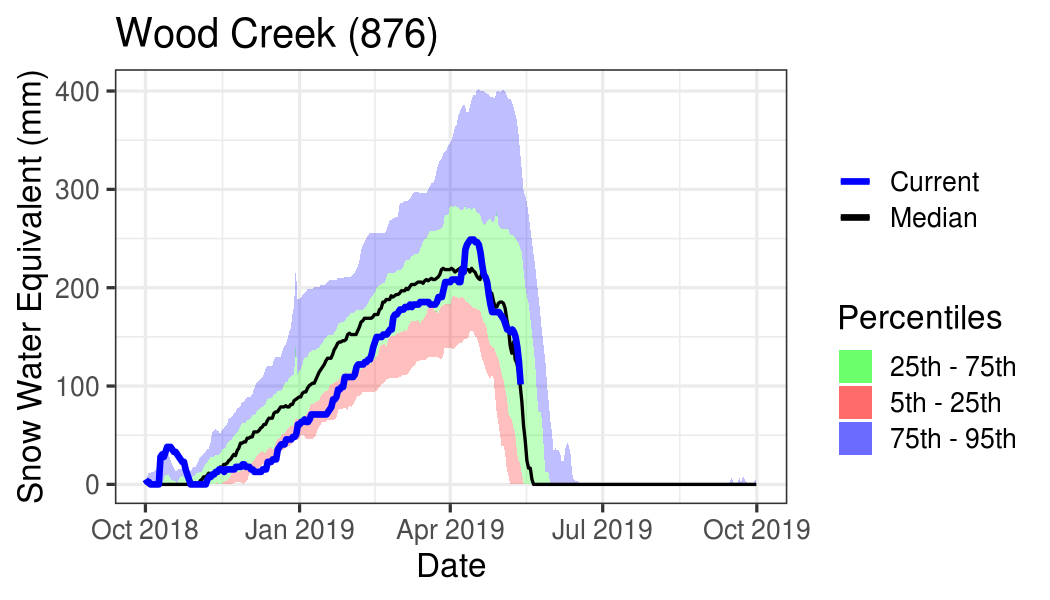 Wood Creek (876)
Snow Water Equivalent (mm)
400
300
200
100
0
Oct 2018
Jan 2019
Apr 2019
Jul 2019
Oct 2019
Date
Current
Median
Percentiles
25th - 75th
5th - 25th
75th - 95th